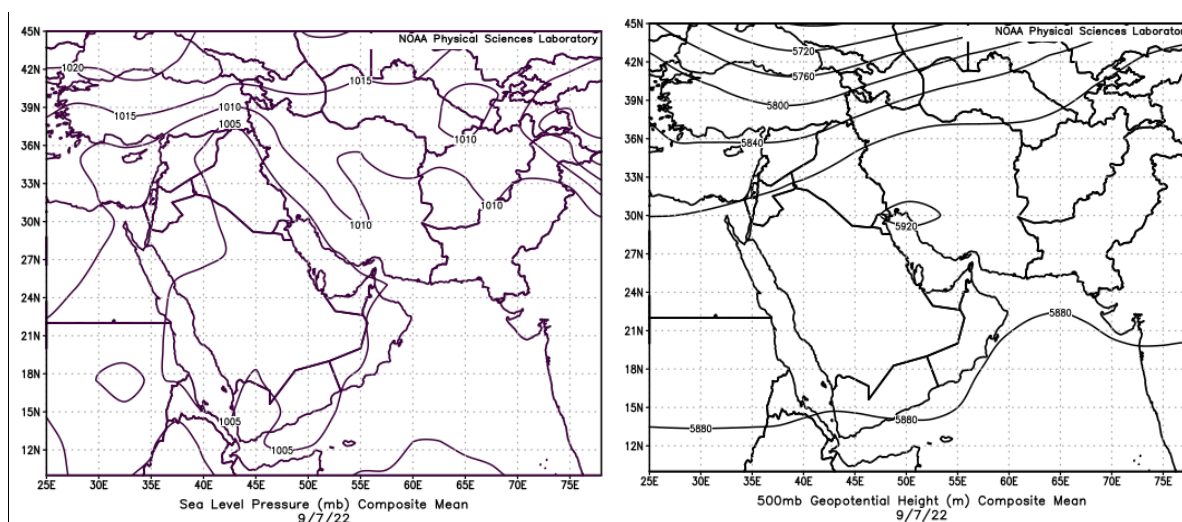 NOAA Physical Sciences Laboratory
45N
42N
39N
36N
33N
30N
27N
24N
21N
18N
15N
12N
1020
1015
1015
1010
1005
1010
1010
1010
1005
1005
25E 30E 35E 40E 45E 50E 55E 60E 65E 70E 75E
Sea Level Pressure (mb) Composite Mean
9/7/22
NOAA Physical Sciences Laborator
45N
42N
39N
36N
33N
30N
27N
24N
21N
18N
15N
12N
5720
5760
5800
5840
5920
5880
5880
5880
25E 30E 35E 40E 45E 50E 55E 60E 65E 70E 75E
500mb Geopotential Height (m) Composite Mean
9/7/22